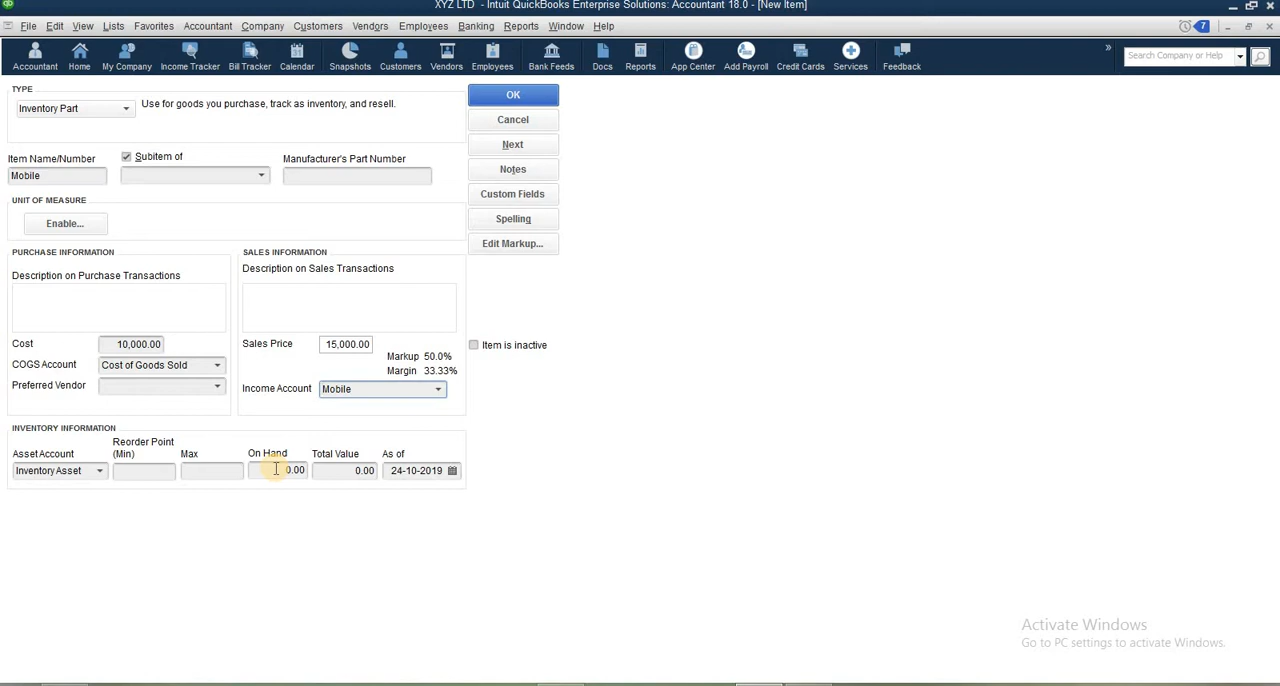 XYZ LTD - Intuit QuickBooks Enterprise Solutions: Accountant 18.0 - [New Item]
File Edit View Lists Favorites Accountant Company Customers Vendors Employees Banking Reports Window Help 7
Accountant Home My Company Income Tracker Bill Tracker Calendar Snapshots Customers Vendors Employees Bank Feeds Docs Reports App Center Add Payroll Credit Cards Services Feedback » Search Company or Help
TYPE
Inventory Part Use for goods you purchase, track as inventory, and resell.
OK
Cancel
Next
Notes
Custom Fields
Spelling
Edit Markup...
Item Name/Number Subitem of Manufacturer's Part Number
Mobile
UNIT OF MEASURE
Enable...
PURCHASE INFORMATION
Description on Purchase Transactions
Cost 10,000.00
COGS Account Cost of Goods Sold
Preferred Vendor
SALES INFORMATION
Description on Sales Transactions
Sales Price 15,000.00
Markup 50.0%
Margin 33.33%
Income Account Mobile
Item is inactive
INVENTORY INFORMATION
Asset Account Reorder Point (Min) Max On Hand Total Value As of
Inventory Asset 0.00 0.00 24-10-2019
Activate Windows
Go to PC settings to activate Windows.